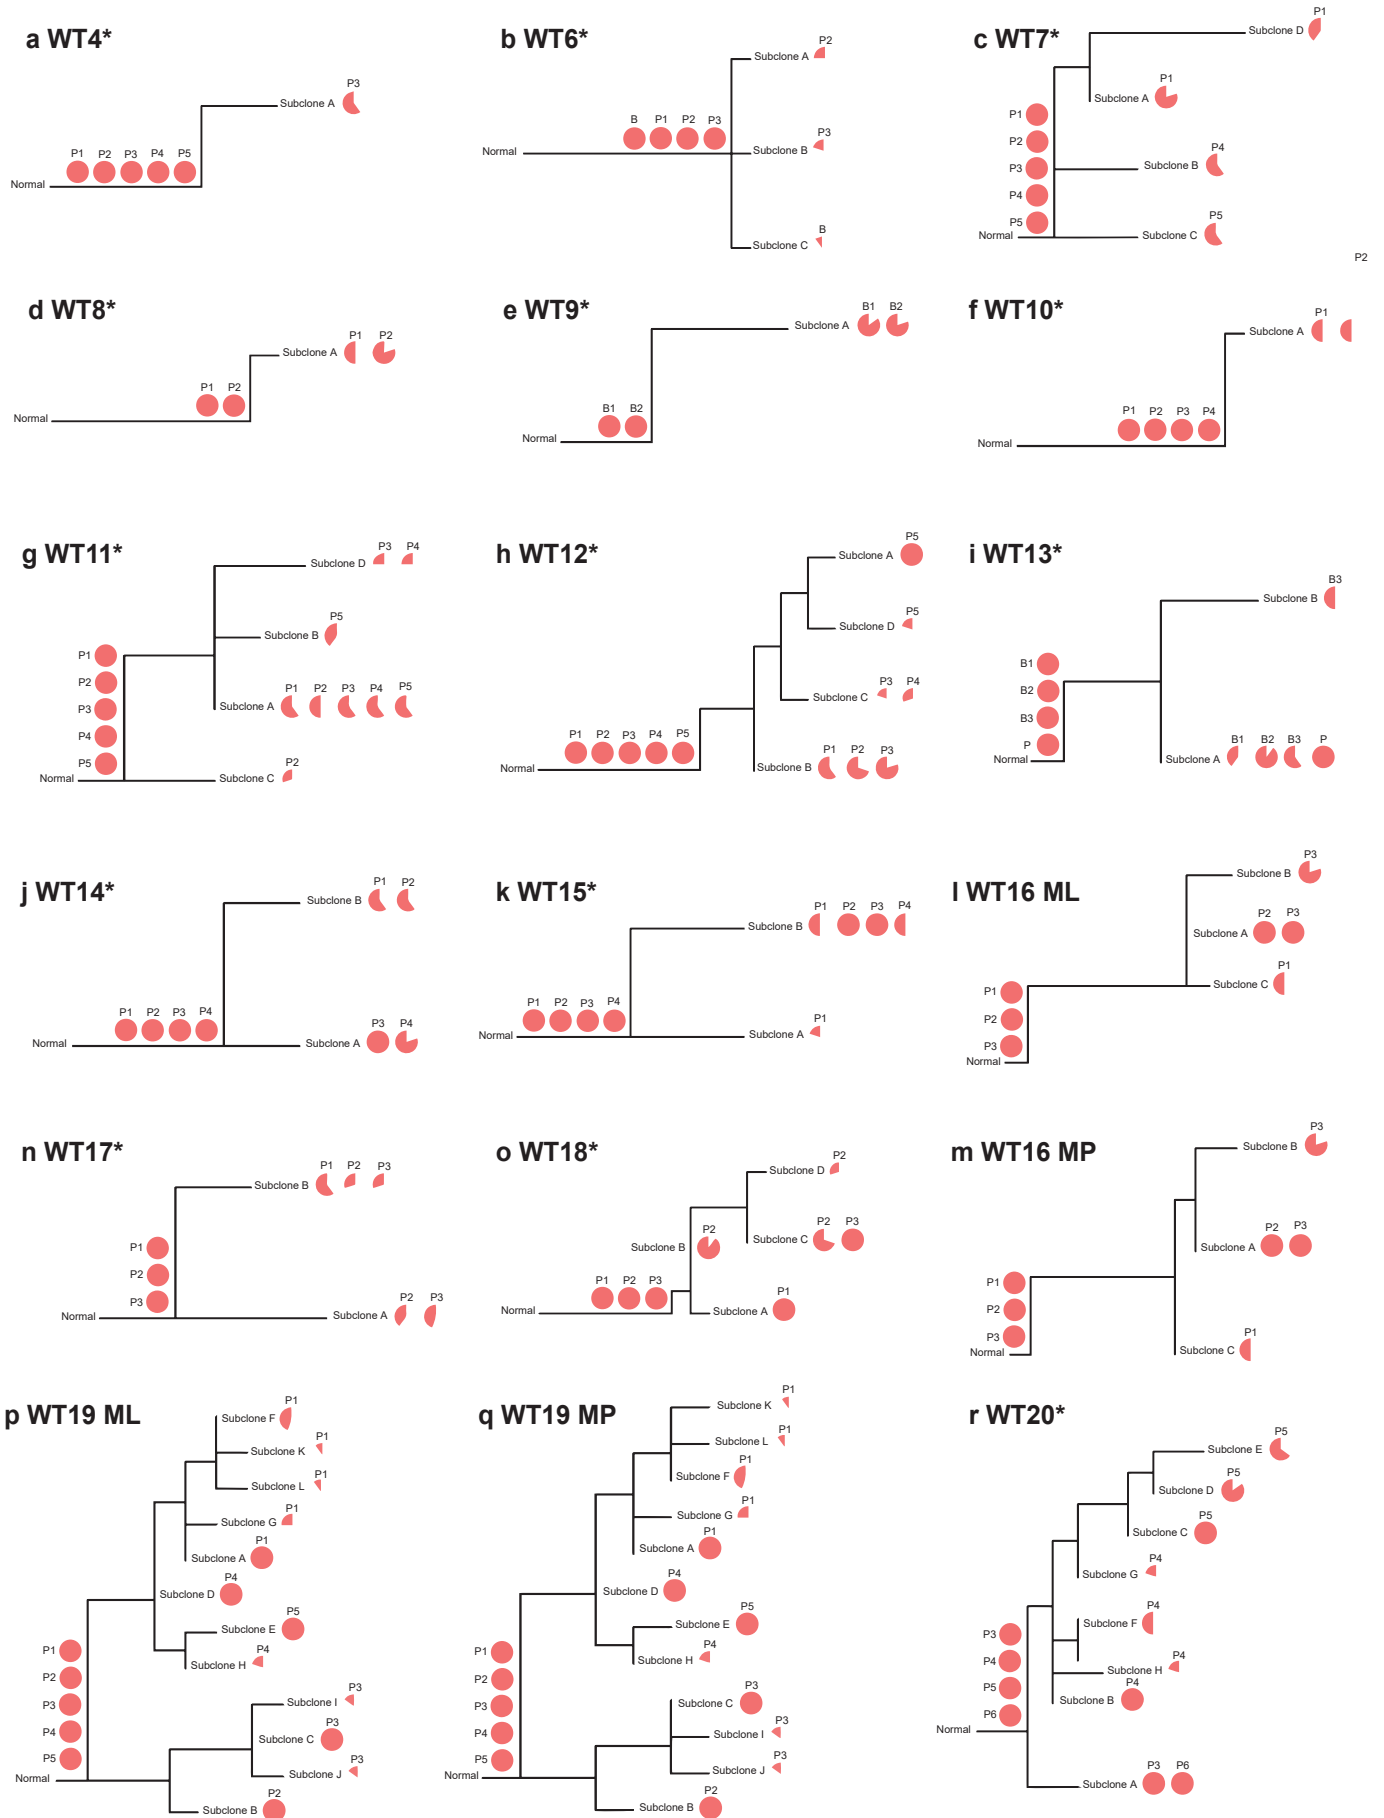 a WT4*
P3
Subclone A
P1 P2 P3 P4 P5
Normal
b WT6*
P2
Subclone A
B P1 P2 P3
P3
Normal
Subclone B
B
Subclone C
c WT7*
P1
Subclone D
P1
Subclone A
P1
P2
P4
P3
Subclone B
P4
P5
P5
Normal
Subclone C
P2
d WT8*
P1 P2
Subclone A
P1 P2
Normal
e WT9*
B1 B2
Subclone A
B1 B2
Normal
f WT10*
P1
Subclone A
P1 P2 P3 P4
Normal
g WT11*
P3 P4
Subclone D
P5
Subclone B
P1
P2
P1 P2 P3 P4 P5
Subclone A
P3
P4
P5
P2
Normal
Subclone C
h WT12*
P5
Subclone A
P5
Subclone D
P3 P4
Subclone C
P1 P2 P3 P4 P5
P1 P2 P3
Normal
Subclone B
i WT13*
B3
Subclone B
B1
B2
B3
P
B1 B2 B3 P
Normal
Subclone A
j WT14*
P1 P2
Subclone B
P1 P2 P3 P4
P3 P4
Normal
Subclone A
k WT15*
P1 P2 P3 P4
Subclone B
P1 P2 P3 P4
P1
Normal
Subclone A
l WT16 ML
P3
Subclone B
P2 P3
Subclone A
P1
Subclone C
P1
P2
P3
Normal
n WT17*
P1 P2 P3
Subclone B
P1
P2
P3
P2 P3
Normal
Subclone A
o WT18*
P2
Subclone D
P2
Subclone B
P2 P3
Subclone C
P1 P2 P3
P1
Normal
Subclone A
m WT16 MP
P3
Subclone B
P2 P3
Subclone A
P1
P2
P3
P1
Normal
Subclone C
p WT19 ML
P1
Subclone F
P1
Subclone K
P1
Subclone L
P1
Subclone G
P1
Subclone A
P4
Subclone D
P5
Subclone E
P4
Subclone H
P1
P2
P3
P4
P5
P3
Subclone I
P3
Subclone C
P3
Subclone J
Normal
P2
Subclone B
q WT19 MP
P1
Subclone K
P1
Subclone L
P1
Subclone F
P1
Subclone G
P1
Subclone A
P4
Subclone D
P5
Subclone E
P4
Subclone H
P1
P2
P3
P4
P5
P3
Subclone C
P3
Subclone I
P3
Subclone J
Normal
P2
Subclone B
r WT20*
P5
Subclone E
P5
Subclone D
P5
Subclone C
P4
Subclone G
P4
Subclone F
P4
Subclone H
P4
Subclone B
P3
P4
P5
P6
Normal
P3 P6
Subclone A